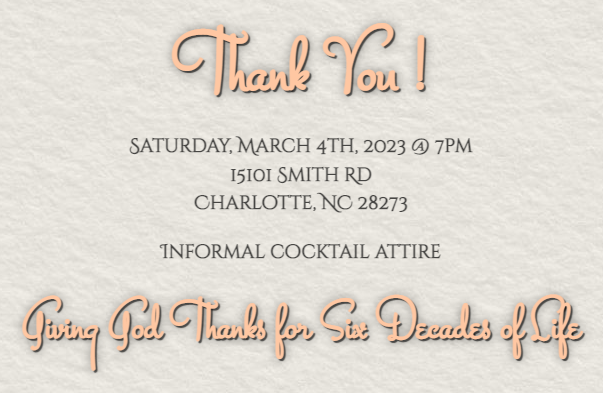 Thank You !
Saturday, March 4th, 2023 @ 7PM
15101 Smith Rd
Charlotte, NC 28273
Informal cocktail attire
Giving God Thanks for Six Decades of Life